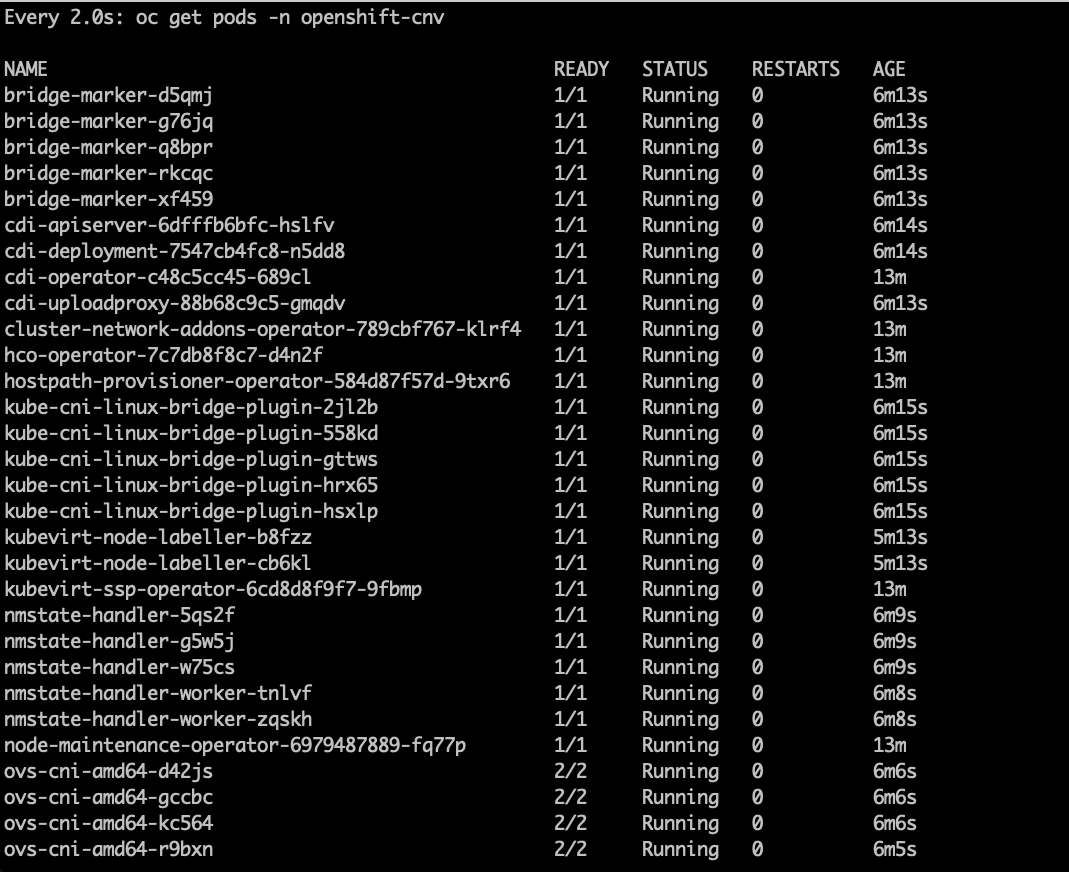 Every 2.0s: oc get pods -n openshift-cnv
NAME READY STATUS RESTARTS AGE
bridge-marker-d5qmj 1/1 Running 0 6m13s
bridge-marker-g76jq 1/1 Running 0 6m13s
bridge-marker-q8bpr 1/1 Running 0 6m13s
bridge-marker-rkcqc 1/1 Running 0 6m13s
bridge-marker-xf459 1/1 Running 0 6m13s
cdi-apiserver-6dfffb6bfc-hslfv 1/1 Running 0 6m14s
cdi-deployment-7547cb4fc8-n5dd8 1/1 Running 0 6m14s
cdi-operator-c48c5cc45-689cl 1/1 Running 0 13m
cdi-uploadproxy-88b68c9c5-gmqdv 1/1 Running 0 6m13s
cluster-network-addons-operator-789cbf767-klrf4 1/1 Running 0 13m
hco-operator-7c7db8f8c7-d4n2f 1/1 Running 0 13m
hostpath-provisioner-operator-584d87f57d-9txr6 1/1 Running 0 13m
kube-cni-linux-bridge-plugin-2jl2b 1/1 Running 0 6m15s
kube-cni-linux-bridge-plugin-558kd 1/1 Running 0 6m15s
kube-cni-linux-bridge-plugin-gttws 1/1 Running 0 6m15s
kube-cni-linux-bridge-plugin-hrx65 1/1 Running 0 6m15s
kube-cni-linux-bridge-plugin-hsxlp 1/1 Running 0 6m15s
kubevirt-node-labeller-b8fzz 1/1 Running 0 5m13s
kubevirt-node-labeller-cb6kl 1/1 Running 0 5m13s
kubevirt-ssp-operator-6cd8d8f9f7-9fbmp 1/1 Running 0 13m
nmstate-handler-5qs2f 1/1 Running 0 6m9s
nmstate-handler-g5w5j 1/1 Running 0 6m9s
nmstate-handler-w75cs 1/1 Running 0 6m9s
nmstate-handler-worker-tnlvf 1/1 Running 0 6m8s
nmstate-handler-worker-zqskh 1/1 Running 0 6m8s
node-maintenance-operator-6979487889-fq77p 1/1 Running 0 13m
ovs-cni-amd64-d42js 2/2 Running 0 6m6s
ovs-cni-amd64-gccbc 2/2 Running 0 6m6s
ovs-cni-amd64-kc564 2/2 Running 0 6m6s
ovs-cni-amd64-r9bxn 2/2 Running 0 6m5s